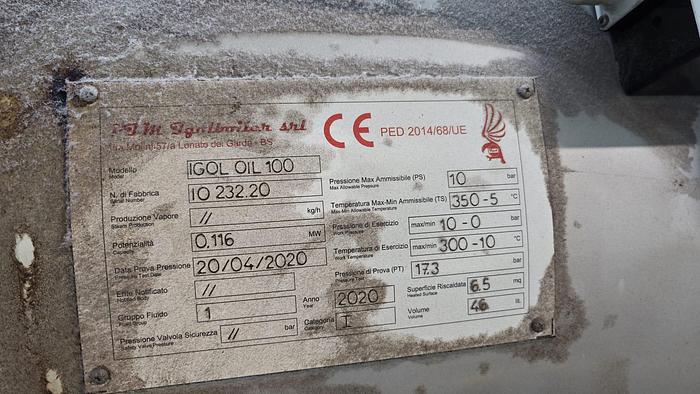 CE PED 2014/68/UE
57/a Lonato del Garda - BS
Modello
Model
IGOL OIL 100
N. di Fabbrica
Serial Number
IO 232.20
Produzione Vapore
Steam Production
// kg/h
Potenzialità
Capacity
0.116 MW
Data Prova Pressione
Pressure Test Date
20/04/2020
Ente Notificato
Notified Body
//
Gruppo Fluido
Fluid Group
1
Anno
Year
2020
Pressione Valvola Sicurezza
Safety Valve Pressure
// bar
Categoria
Category
I
Pressione Max Ammissibile (PS)
Max Allowable Pressure
10 bar
Temperatura Max-Min Ammissibile (TS)
Max-Min Allowable Temperature
350-5 °C
Pressione di Esercizio
Work Pressure
max/min 10-0 bar
Temperatura di Esercizio
Work Temperature
max/min 300-10 °C
Pressione di Prova (PT)
Pressure Test
17.3 bar
Superficie Riscaldata
Heated Surface
6.5 mq
Volume
Volume
46 lt.